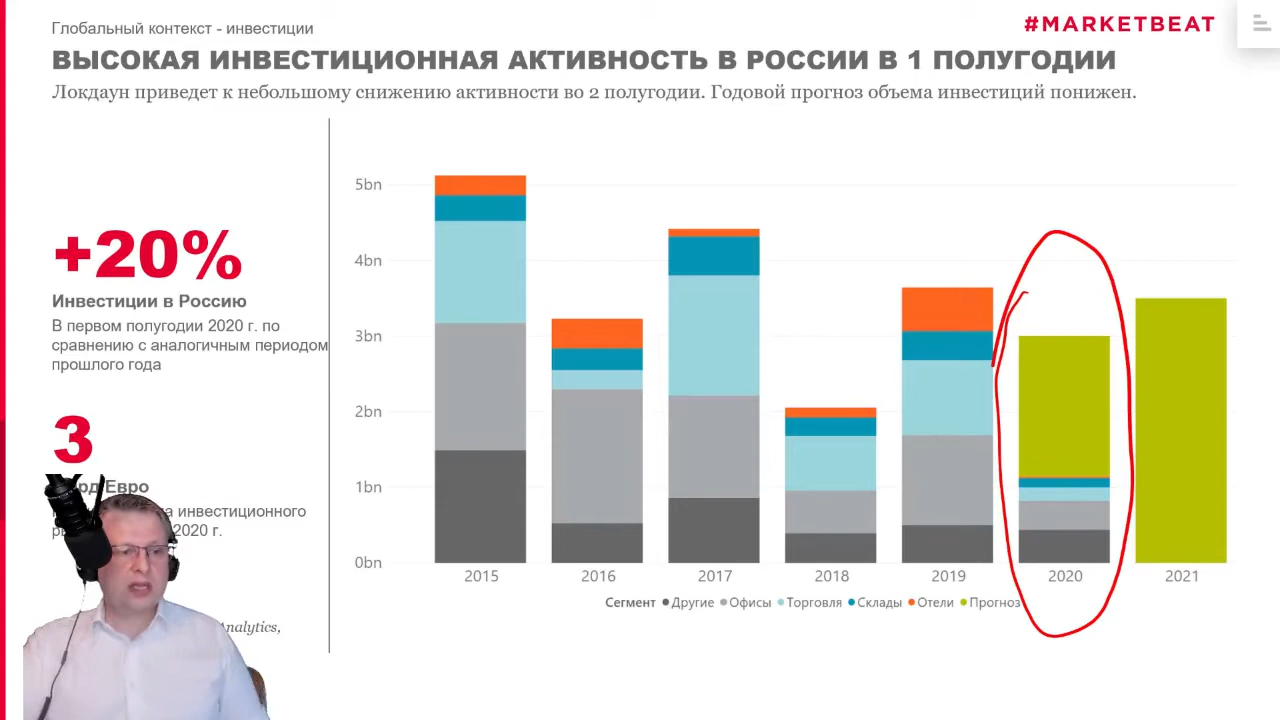 Глобальный контекст - инвестиции
#MARKETBEAT
ВЫСОКАЯ ИНВЕСТИЦИОННАЯ АКТИВНОСТЬ В РОССИИ В 1 ПОЛУГОДИИ
Локдаун приведет к небольшому снижению активности во 2 полугодии. Годовой прогноз объема инвестиций понижен.
+20%
Инвестиции в Россию
В первом полугодии 2020 г. по
сравнению с аналогичным периодом
прошлого года
3
Евро
инвестиционного
2020 г.
Analytics,
5bn
4bn
3bn
2bn
1bn
0bn
2015 2016 2017 2018 2019 2020 2021
Сегмент Другие Офисы Торговля Склады Отели Прогноз